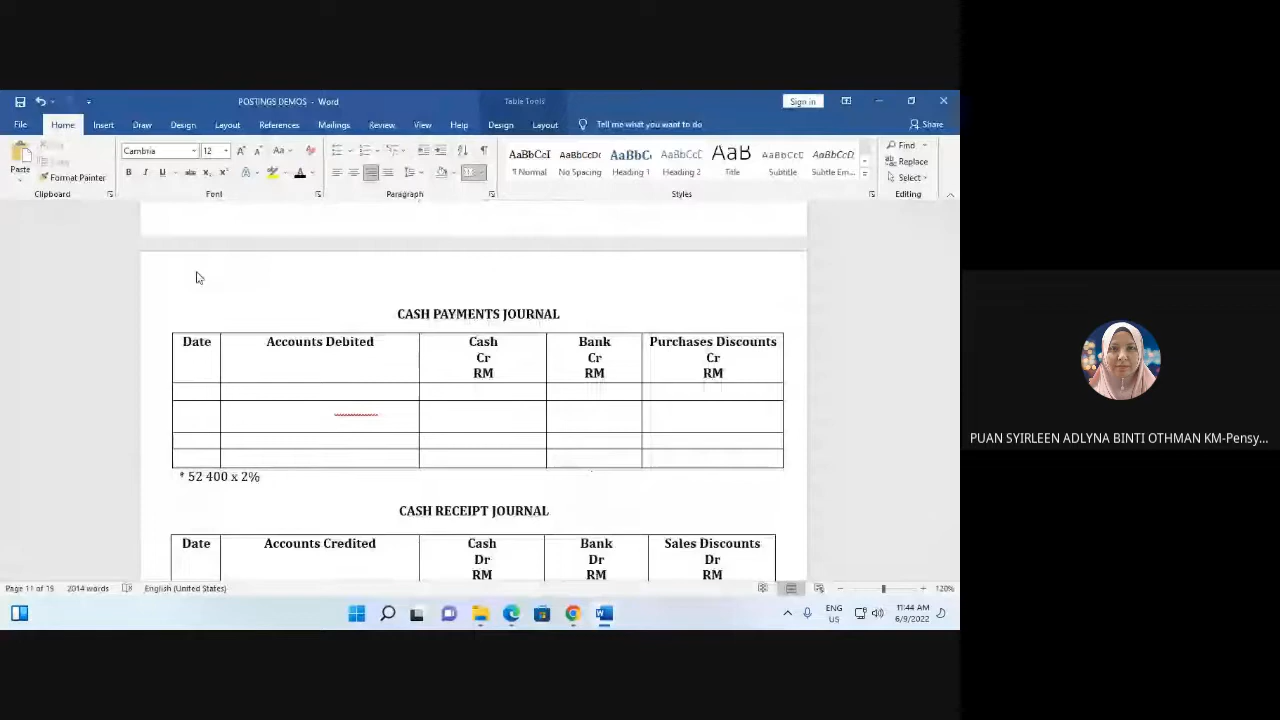 POSTINGS DEMOS - Word
Table Tools
Sign in
File Home Insert Draw Design Layout References Mailings Review View Help Design Layout Tell me what you want to do Share
Paste
Format Painter
Clipboard
Cambria 12
Font
Paragraph
AaBbCcI AaBbCcDc AaBbC AaBbCcI AaB AaBbCcD AaBbCcD
¶ Normal No Spacing Heading 1 Heading 2 Title Subtitle Subtle Em...
Styles
Find
Replace
Select
Editing
CASH PAYMENTS JOURNAL
Date Accounts Debited Cash Cr RM Bank Cr RM Purchases Discounts Cr RM
* 52 400 x 2%
CASH RECEIPT JOURNAL
Date Accounts Credited Cash Dr RM Bank Dr RM Sales Discounts Dr RM
Page 11 of 15 2014 words English (United States) 120%
ENG US 11:44 AM 6/9/2022
PUAN SYIRLEEN ADLYNA BINTI OTHMAN KM-Pensy...